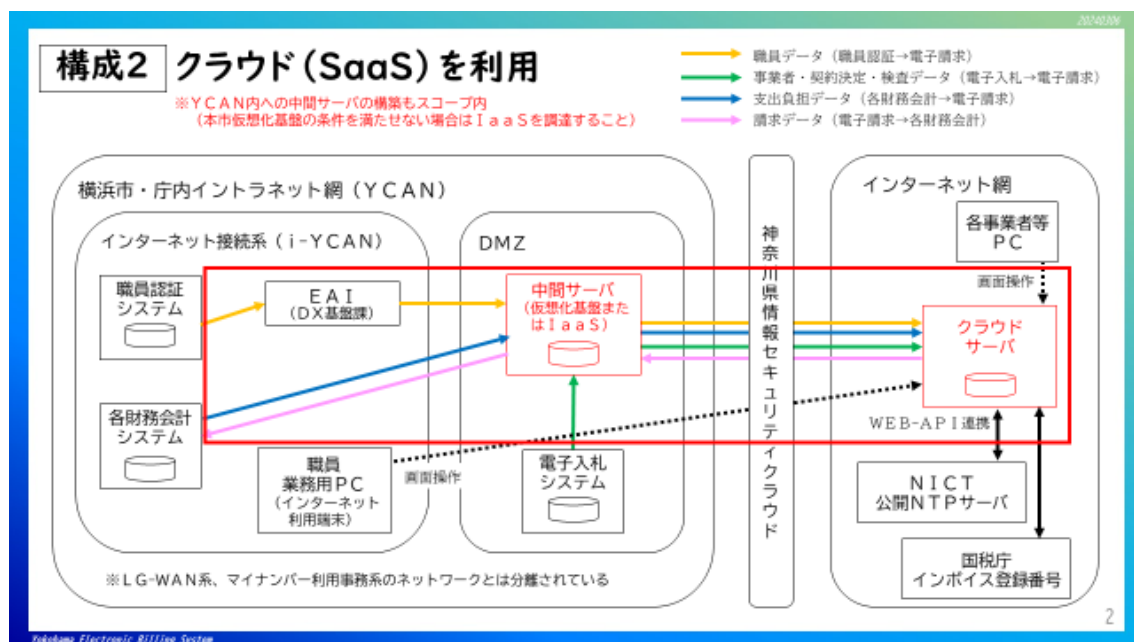 20240306
構成2 クラウド(SaaS)を利用
※YCAN内への中間サーバの構築もスコープ内
(本市仮想化基盤の条件を満たせない場合はIaaSを調達すること)
職員データ(職員認証→電子請求)
事業者・契約決定・検査データ(電子入札→電子請求)
支出負担データ(各財務会計→電子請求)
請求データ(電子請求→各財務会計)
横浜市・庁内イントラネット網(YCAN)
インターネット接続系(i-YCAN)
職員認証
システム
EAI
(DX基盤課)
各財務会計
システム
職員
業務用PC
(インターネット
利用端末)
画面操作
DMZ
中間サーバ
(仮想化基盤また
はIaaS)
電子入札
システム
※LG-WAN系、マイナンバー利用事務系のネットワークとは分離されている
神奈川県情報セキュリティクラウド
インターネット網
各事業者等
PC
画面操作
クラウド
サーバ
WEB-API連携
NICT
公開NTPサーバ
国税庁
インボイス登録番号
2
Yokohama Electronic Billing System